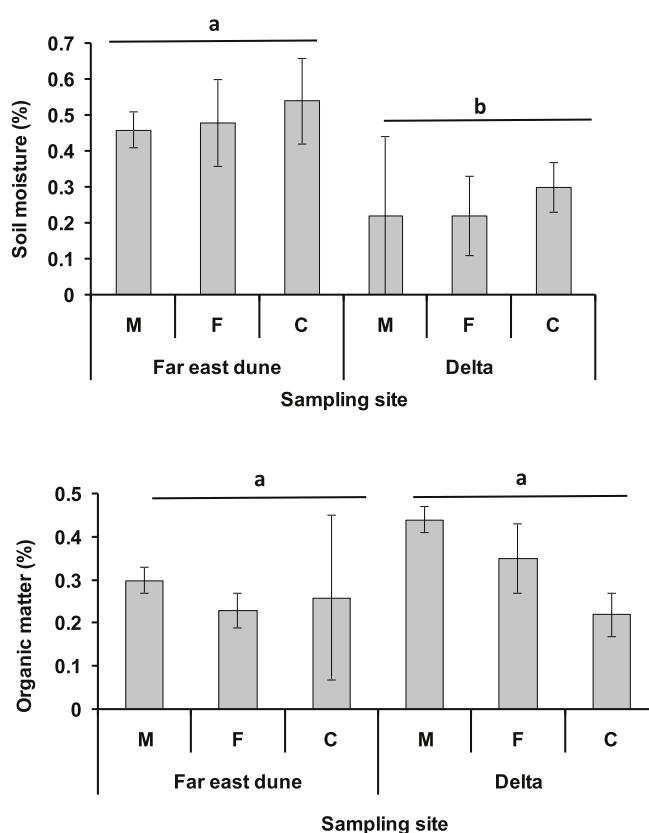 a
0.7
0.6
0.5
0.4
0.3
0.2
0.1
0
Soil moisture (%)
b
M F C M F C
Far east dune Delta
Sampling site
a a
0.5
0.4
0.3
0.2
0.1
0
Organic matter (%)
M F C M F C
Far east dune Delta
Sampling site